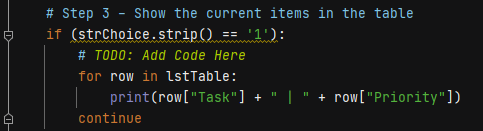 # Step 3 - Show the current items in the table
if (strChoice.strip() == '1'):
# TODO: Add Code Here
for row in lstTable:
print(row["Task"] + " | " + row["Priority"])
continue